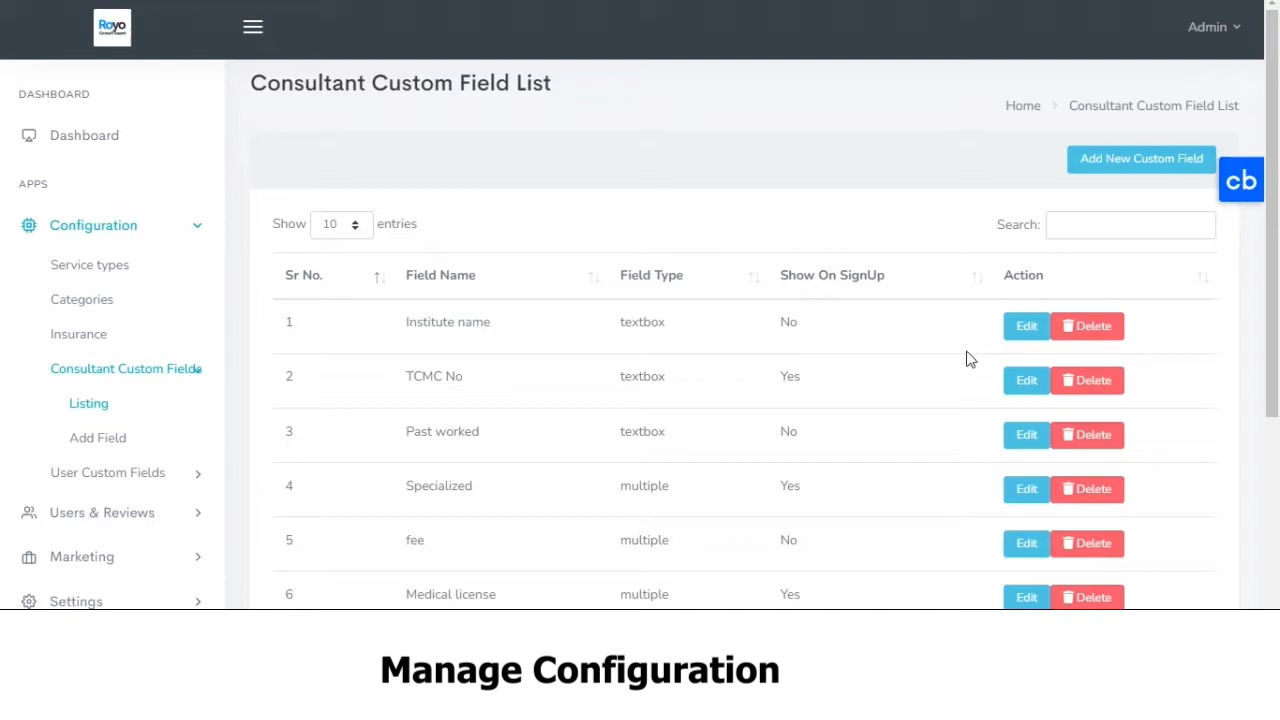 Royo
Admin
DASHBOARD
Dashboard
APPS
Configuration
Service types
Categories
Insurance
Consultant Custom Fields
Listing
Add Field
User Custom Fields
Users & Reviews
Marketing
Settings
Consultant Custom Field List
Home > Consultant Custom Field List
Add New Custom Field
cb
Show 10 entries
Search:
Sr No. Field Name Field Type Show On SignUp Action
1 Institute name textbox No Edit Delete
2 TCMC No textbox Yes Edit Delete
3 Past worked textbox No Edit Delete
4 Specialized multiple Yes Edit Delete
5 fee multiple No Edit Delete
6 Medical license multiple Yes Edit Delete
Manage Configuration